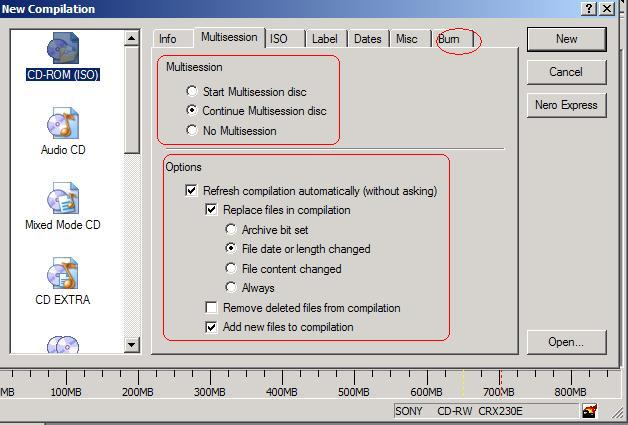 New Compilation
Info Multisession ISO Label Dates Misc Burn
New
Cancel
Nero Express
Open...
CD-ROM (ISO)
Audio CD
Mixed Mode CD
CD EXTRA
Multisession
Start Multisession disc
Continue Multisession disc
No Multisession
Options
Refresh compilation automatically (without asking)
Replace files in compilation
Archive bit set
File date or length changed
File content changed
Always
Remove deleted files from compilation
Add new files to compilation
MB 100MB 200MB 300MB 400MB 500MB 600MB 700MB 800MB
SONY CD-RW CRX230E